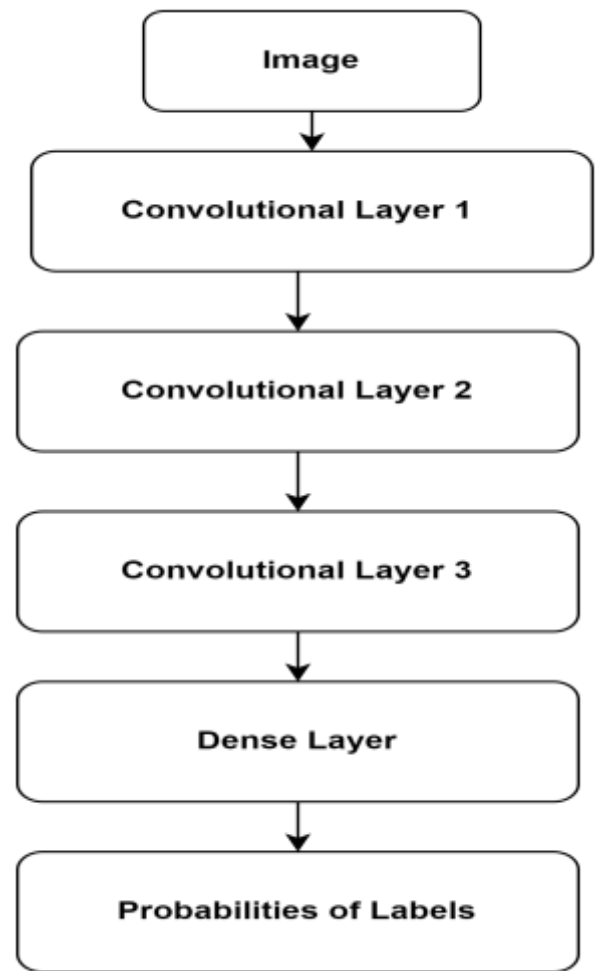 Image
Convolutional Layer 1
Convolutional Layer 2
Convolutional Layer 3
Dense Layer
Probabilities of Labels